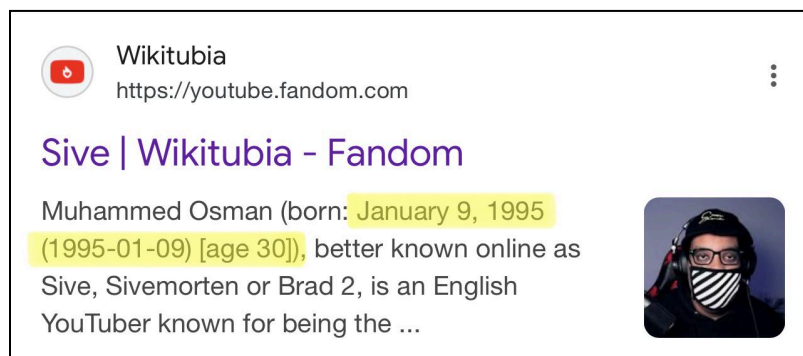 Wikitubia
https://youtube.fandom.com
Sive | Wikitubia - Fandom
Muhammed Osman (born: January 9, 1995
(1995-01-09) [age 30]), better known online as
Sive, Sivemorten or Brad 2, is an English
YouTuber known for being the ...